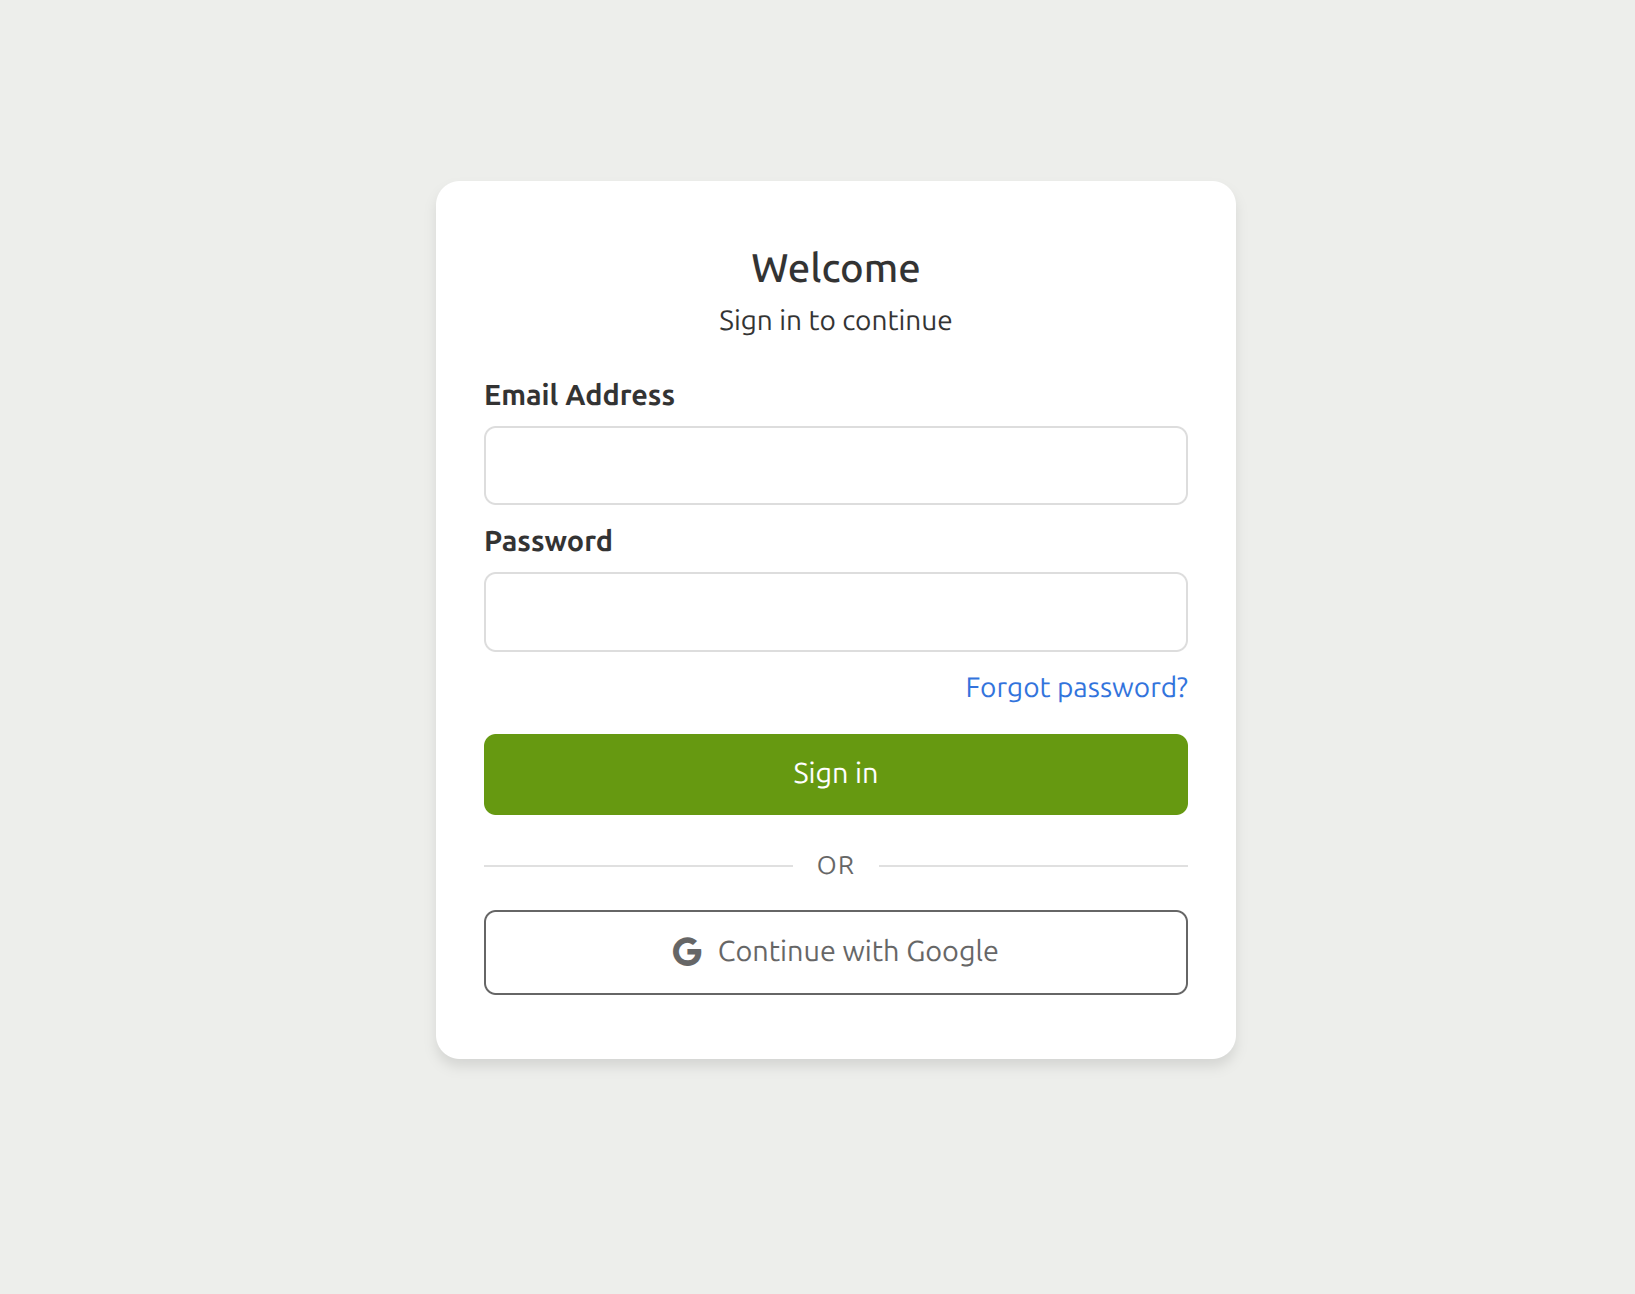 Welcome
Sign in to continue
Email Address
Password
Forgot password?
Sign in
OR
Continue with Google